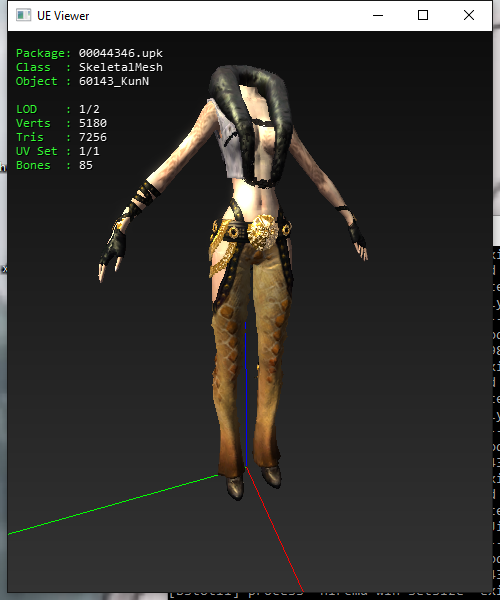 UE Viewer
Package: 00044346.upk
Class : SkeletalMesh
Object : 60143_KunN
LOD : 1/2
Verts : 5180
Tris : 7256
UV Set : 1/1
Bones : 85